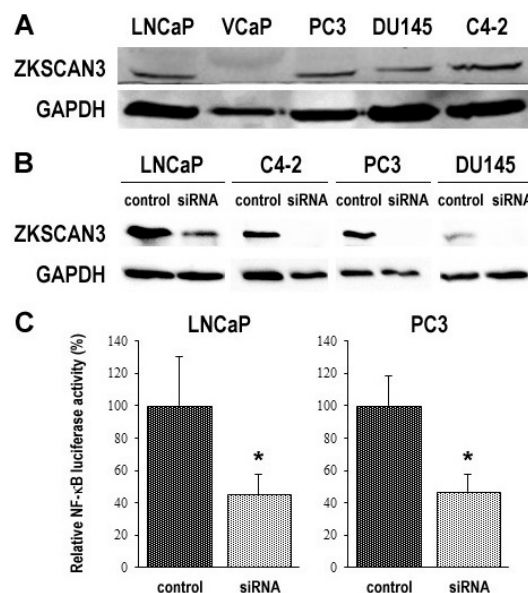 A
LNCaP VCaP PC3 DU145 C4-2
ZKSCAN3
GAPDH
B
LNCaP C4-2 PC3 DU145
control siRNA control siRNA control siRNA control siRNA
ZKSCAN3
GAPDH
C
LNCaP PC3
Relative NF-κB luciferase activity (%)
140 140
120 120
100 100
80 80
60 60
40 40
20 20
0 0
* *
control siRNA control siRNA